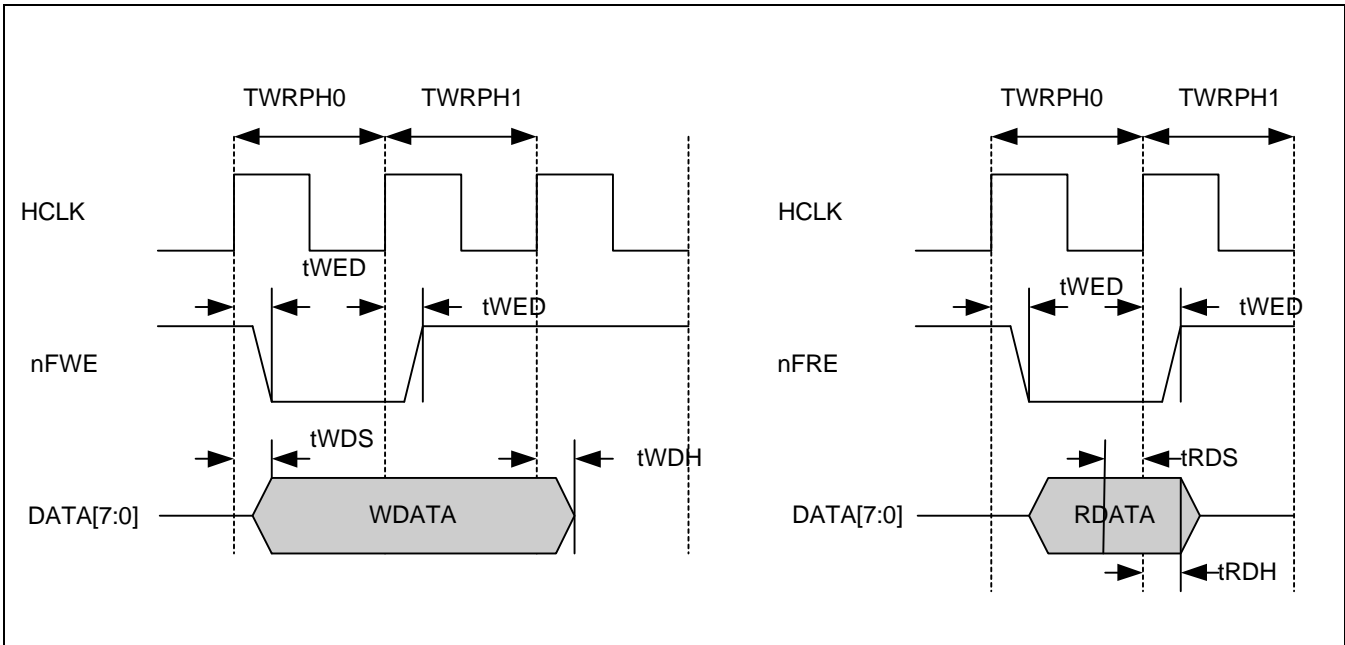 TWRPH0 TWRPH1 TWRPH0 TWRPH1
HCLK HCLK
tWED tWED
tWED tWED
nFWE nFRE
tWDS tWDH tRDS
DATA[7:0] WDATA DATA[7:0] RDATA
tRDH